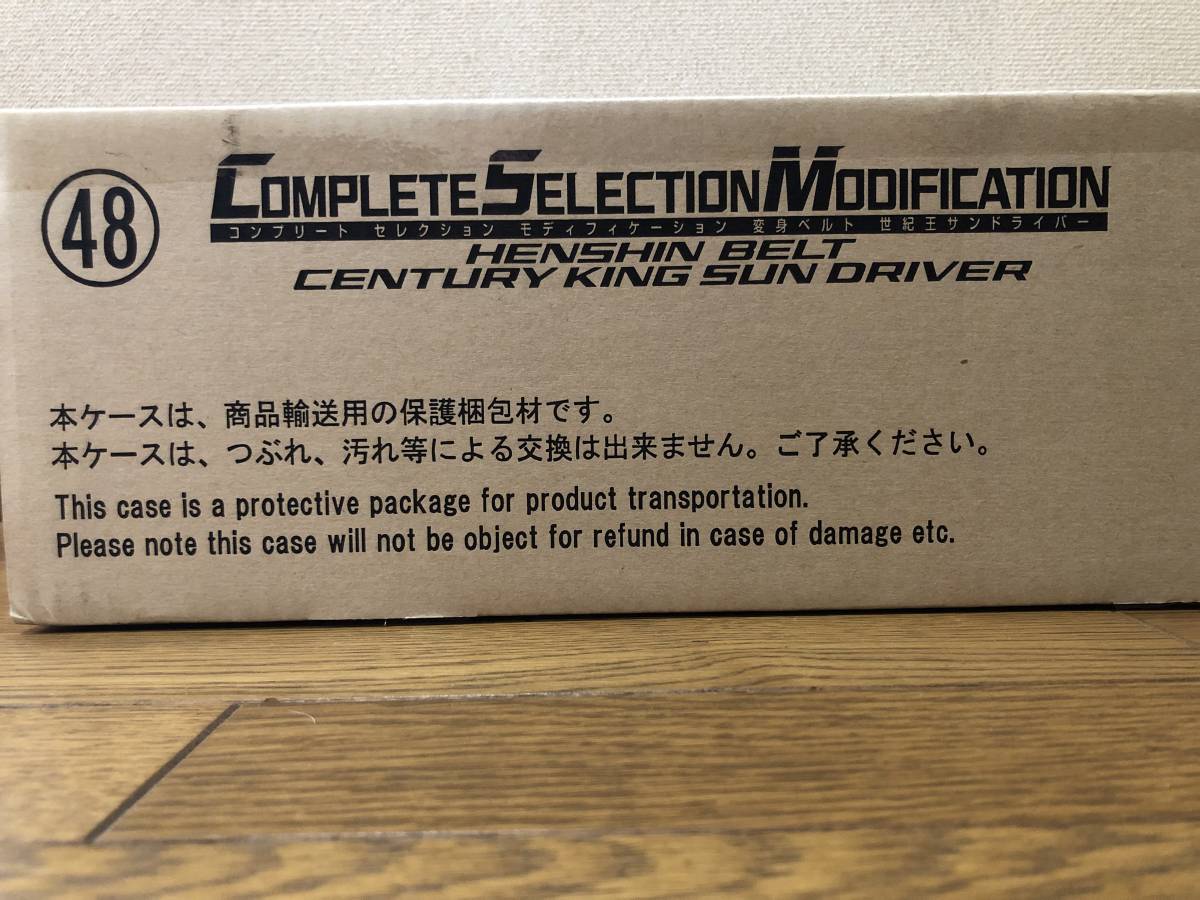 48
COMPLETE SELECTION MODIFICATION
コンプリート セレクション モディフィケーション 変身ベルト 世紀王サンドライバー
HENSHIN BELT
CENTURY KING SUN DRIVER
本ケースは、商品輸送用の保護梱包材です。
本ケースは、つぶれ、汚れ等による交換は出来ません。ご了承ください。
This case is a protective package for product transportation.
Please note this case will not be object for refund in case of damage etc.